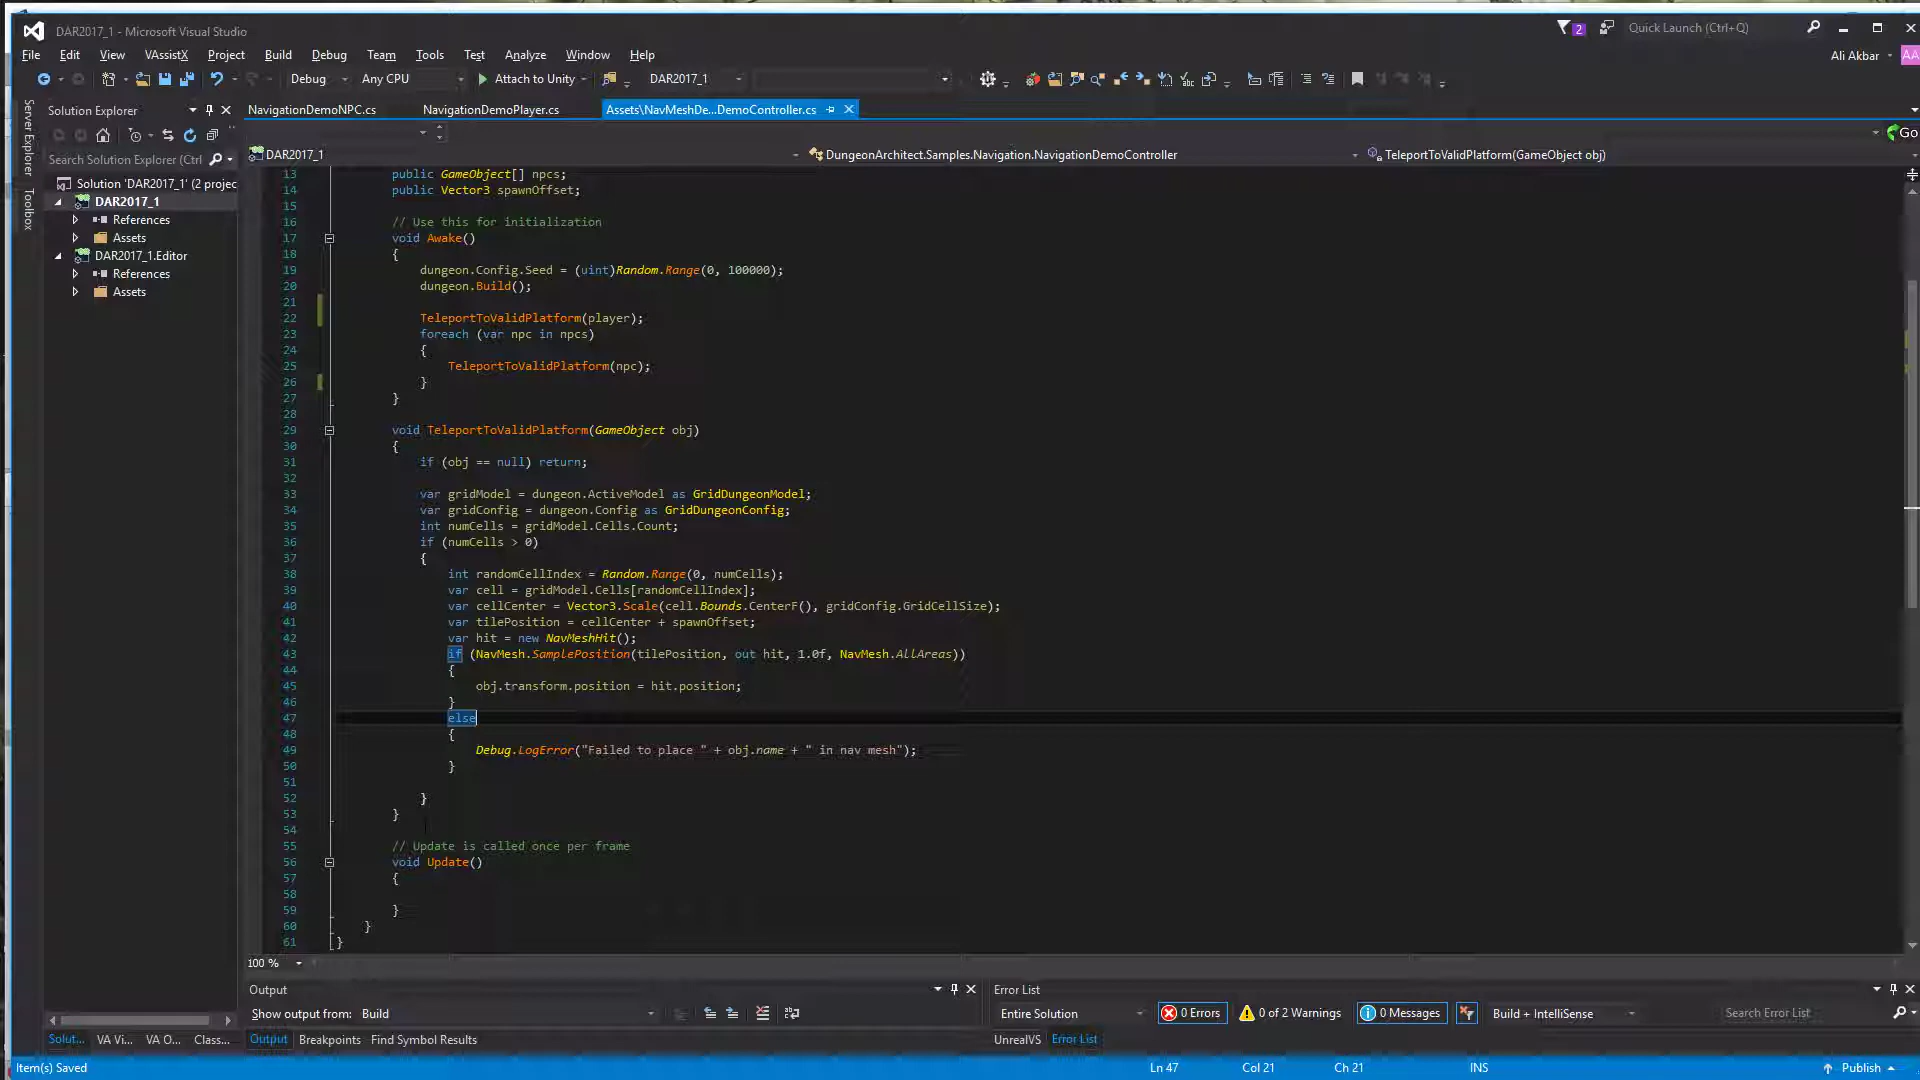 DAR2017_1 - Microsoft Visual Studio
2
Quick Launch (Ctrl+Q)
File Edit View VAssistX Project Build Debug Team Tools Test Analyze Window Help
Ali Akbar AA
Debug Any CPU Attach to Unity DAR2017_1
Server Explorer
Toolbox
Solution Explorer
Search Solution Explorer (Ctrl
Solution 'DAR2017_1' (2 projec
DAR2017_1
References
Assets
DAR2017_1.Editor
References
Assets
NavigationDemoNPC.cs NavigationDemoPlayer.cs Assets\NavMeshDe...DemoController.cs
Go
DAR2017_1 DungeonArchitect.Samples.Navigation.NavigationDemoController TeleportToValidPlatform(GameObject obj)
13 public GameObject[] npcs;
14 public Vector3 spawnOffset;
15
16 // Use this for initialization
17 void Awake()
18 {
19 dungeon.Config.Seed = (uint)Random.Range(0, 100000);
20 dungeon.Build();
21
22 TeleportToValidPlatform(player);
23 foreach (var npc in npcs)
24 {
25 TeleportToValidPlatform(npc);
26 }
27 }
28
29 void TeleportToValidPlatform(GameObject obj)
30 {
31 if (obj == null) return;
32
33 var gridModel = dungeon.ActiveModel as GridDungeonModel;
34 var gridConfig = dungeon.Config as GridDungeonConfig;
35 int numCells = gridModel.Cells.Count;
36 if (numCells > 0)
37 {
38 int randomCellIndex = Random.Range(0, numCells);
39 var cell = gridModel.Cells[randomCellIndex];
40 var cellCenter = Vector3.Scale(cell.Bounds.CenterF(), gridConfig.GridCellSize);
41 var tilePosition = cellCenter + spawnOffset;
42 var hit = new NavMeshHit();
43 if (NavMesh.SamplePosition(tilePosition, out hit, 1.0f, NavMesh.AllAreas))
44 {
45 obj.transform.position = hit.position;
46 }
47 else
48 {
49 Debug.LogError("Failed to place " + obj.name + " in nav mesh");
50 }
51
52 }
53 }
54
55 // Update is called once per frame
56 void Update()
57 {
58
59 }
60 }
61 }
100 %
Output
Show output from: Build
Error List
Entire Solution 0 Errors 0 of 2 Warnings 0 Messages Build + IntelliSense Search Error List
Solut... VA Vi... VA O... Class...
Output Breakpoints Find Symbol Results
UnrealVS Error List
Item(s) Saved Ln 47 Col 21 Ch 21 INS Publish